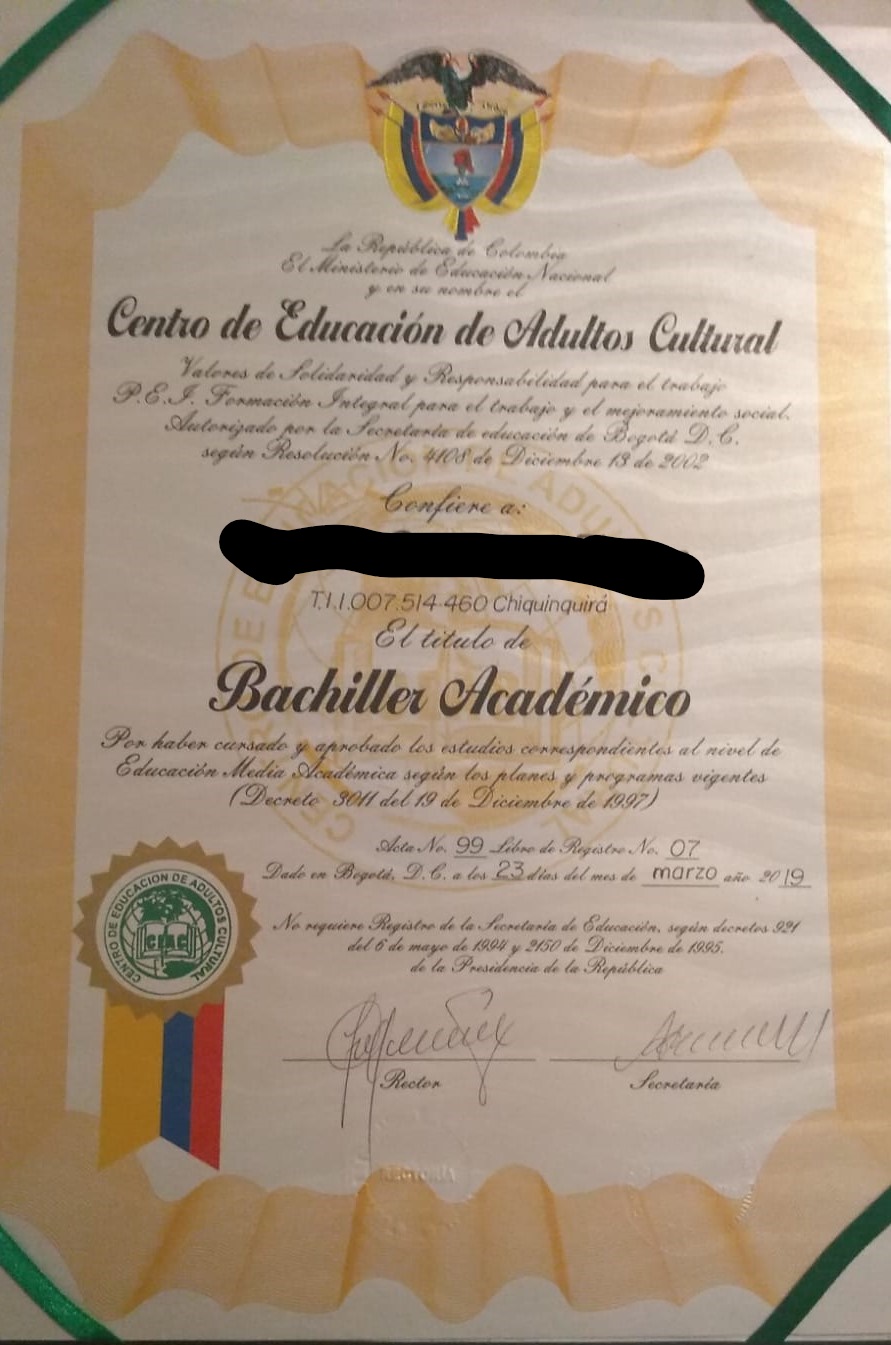 La República de Colombia
El Ministerio de Educación Nacional
y en su nombre el
Centro de Educación de Adultos Cultural
Valores de Solidaridad y Responsabilidad para el trabajo
P.E.I. Formación Integral para el trabajo y el mejoramiento social.
Autorizado por la Secretaría de educación de Bogotá D.C.
según Resolución No. 4108 de Diciembre 13 de 2002
Confiere a:
T.I.1.007.514.460 Chiquinquirá
El título de
Bachiller Académico
Por haber cursado y aprobado los estudios correspondientes al nivel de
Educación Media Académica según los planes y programas vigentes
(Decreto 3011 del 19 de Diciembre de 1997)
Acta No. 99 Libro de Registro No. 07
Dado en Bogotá, D.C. a los 23 días del mes de marzo año 2019
No requiere Registro de la Secretaría de Educación, según decretos 921
del 6 de mayo de 1994 y 2150 de Diciembre de 1995.
de la Presidencia de la República
CENTRO DE EDUCACION DE ADULTOS CULTURAL
Rector
Secretaría